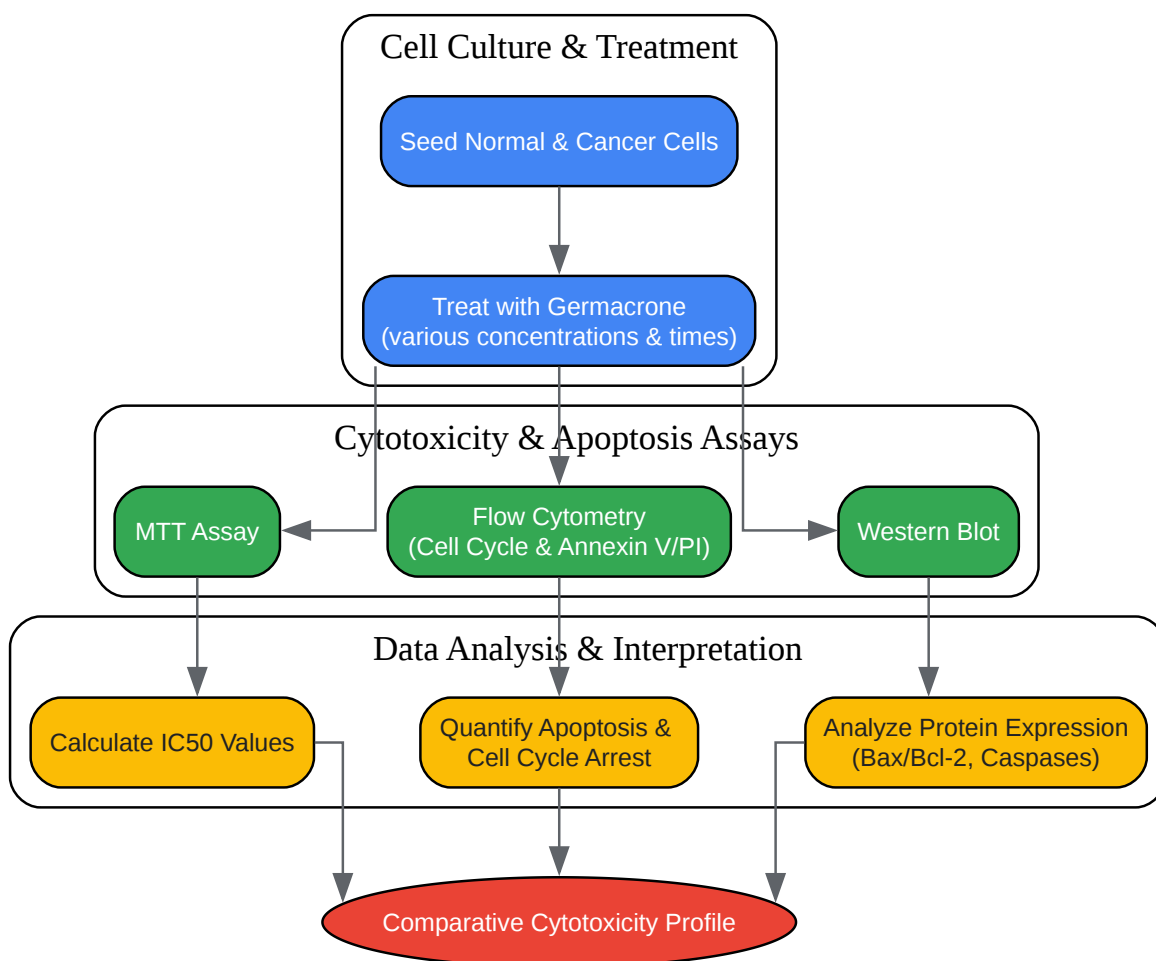 Cell Culture & Treatment
Seed Normal & Cancer Cells
Treat with Germacrone
(various concentrations & times)
Cytotoxicity & Apoptosis Assays
MTT Assay
Flow Cytometry
(Cell Cycle & Annexin V/PI)
Western Blot
Data Analysis & Interpretation
Calculate IC50 Values
Quantify Apoptosis &
Cell Cycle Arrest
Analyze Protein Expression
(Bax/Bcl-2, Caspases)
Comparative Cytotoxicity Profile